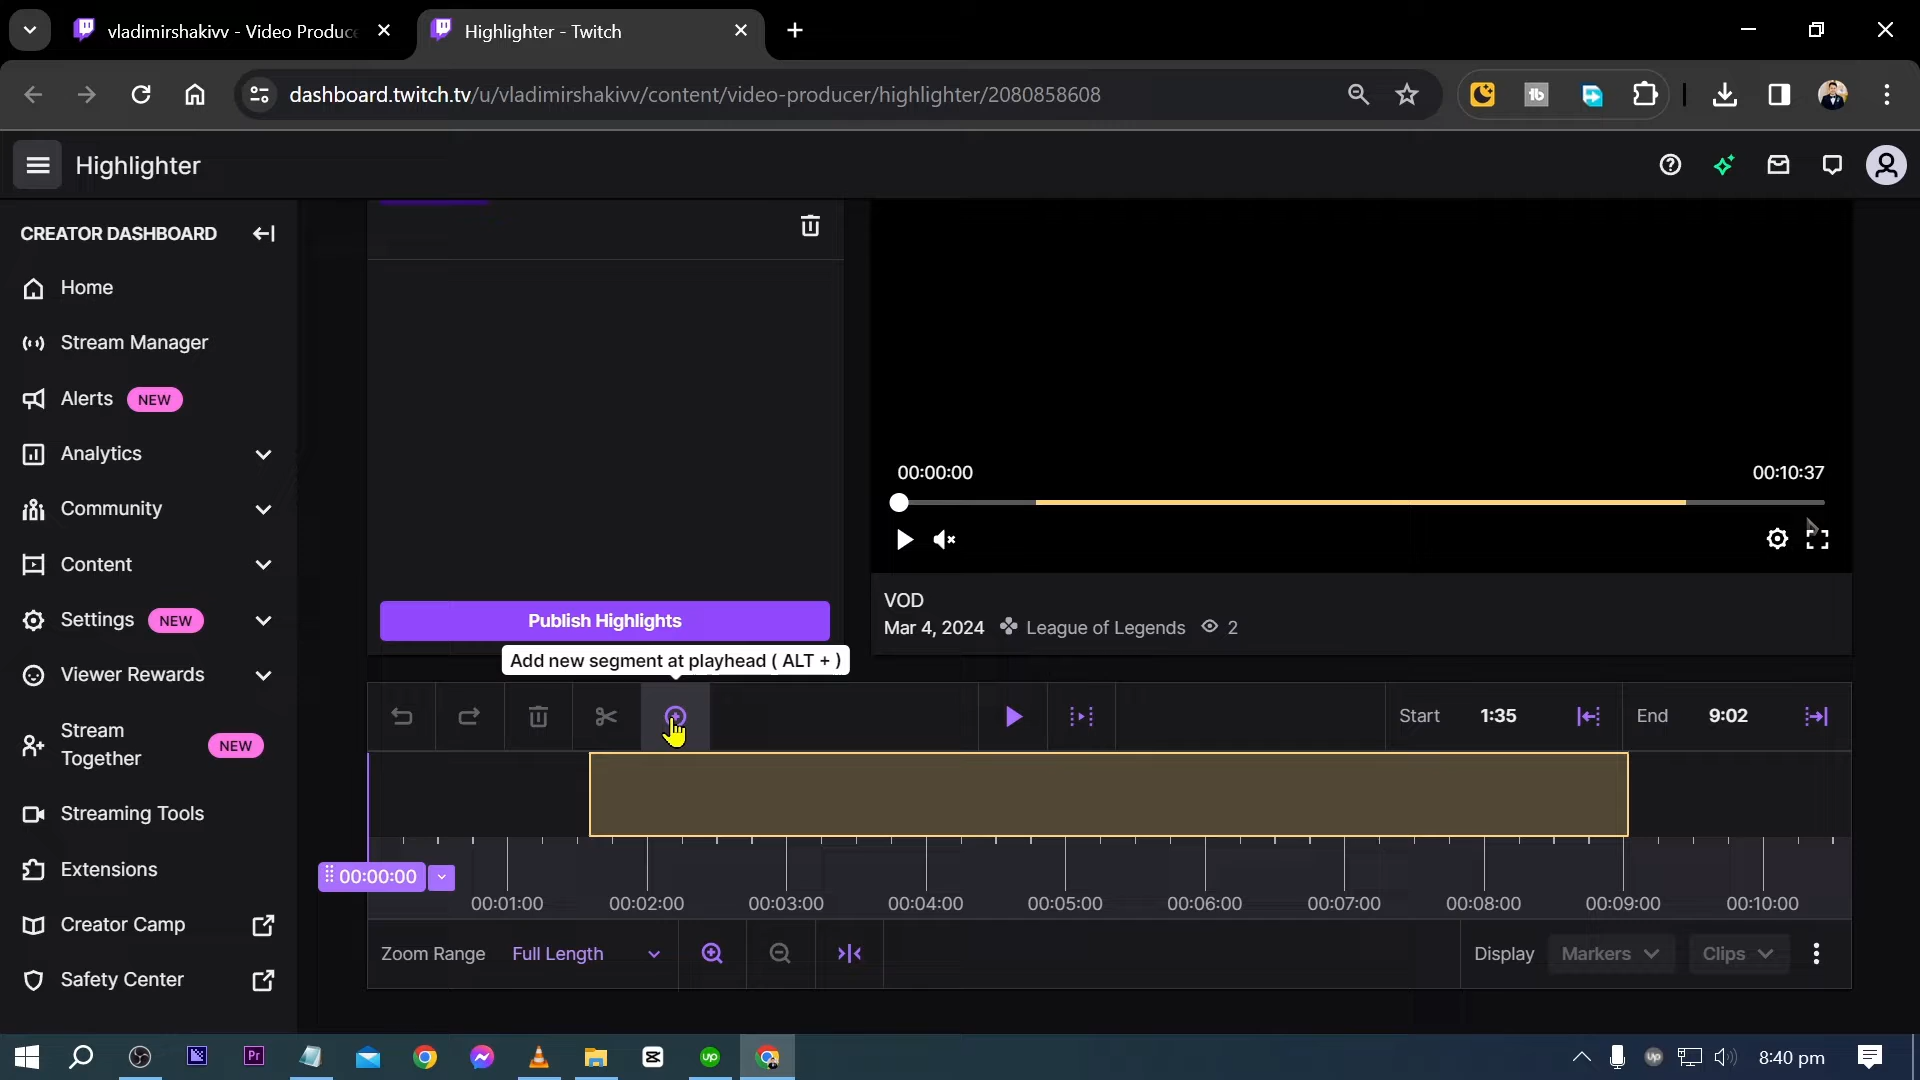 vladimirshakivv - Video Produce
Highlighter - Twitch
dashboard.twitch.tv/u/vladimirshakivv/content/video-producer/highlighter/2080858608
Highlighter
CREATOR DASHBOARD
Home
Stream Manager
Alerts NEW
Analytics
Community
Content
Settings NEW
Viewer Rewards
Stream
Together NEW
Streaming Tools
Extensions
Creator Camp
Safety Center
Publish Highlights
Add new segment at playhead ( ALT + )
00:00:00 00:10:37
VOD
Mar 4, 2024 League of Legends 2
Start 1:35 End 9:02
00:00:00
00:01:00 00:02:00 00:03:00 00:04:00 00:05:00 00:06:00 00:07:00 00:08:00 00:09:00 00:10:00
Zoom Range Full Length Display Markers Clips
Pr up up 8:40 pm